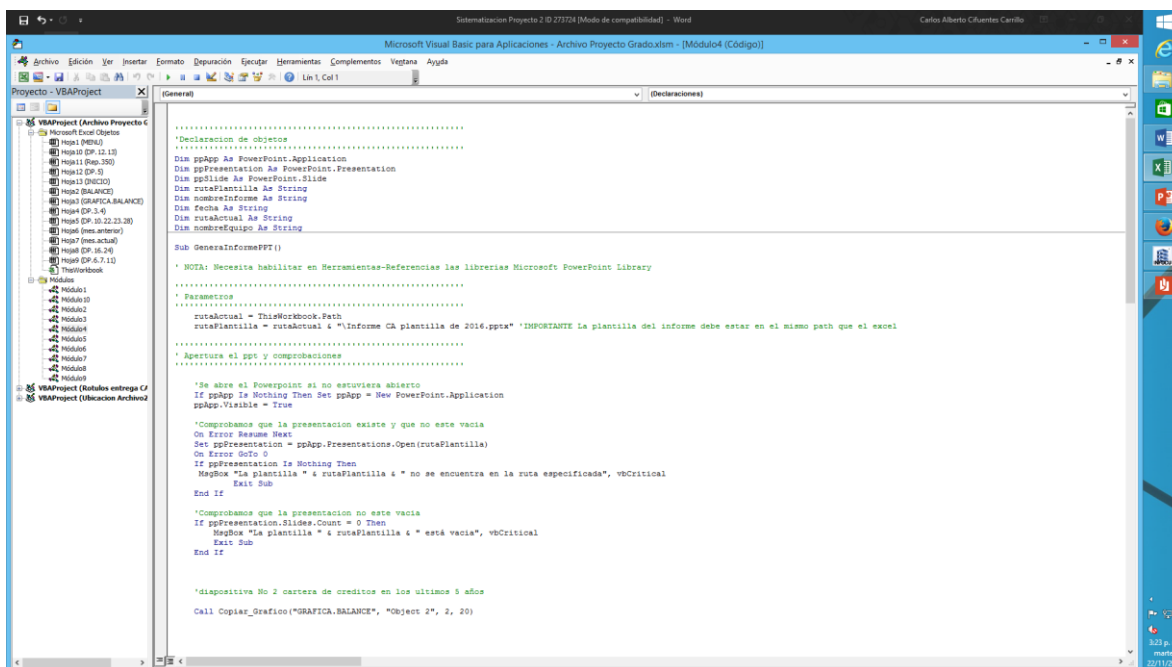 Sistematizacion Proyecto 2 ID 273724 [Modo de compatibilidad] - Word
Carlos Alberto Cifuentes Carrillo
Microsoft Visual Basic para Aplicaciones - Archivo Proyecto Grado.xlsm - [Módulo4 (Código)]
Archivo Edición Ver Insertar Formato Depuración Ejecutar Herramientas Complementos Ventana Ayuda
Lín 1, Col 1
Proyecto - VBAProject
(General)
(Declaraciones)
VBAProject (Archivo Proyecto G
Microsoft Excel Objetos
Hoja1 (MENU)
Hoja10 (DP.12.13)
Hoja11 (Rep.350)
Hoja12 (DP.5)
Hoja13 (INICIO)
Hoja2 (BALANCE)
Hoja3 (GRAFICA.BALANCE)
Hoja4 (DP.3.4)
Hoja5 (DP.10.22.23.28)
Hoja6 (mes.anterior)
Hoja7 (mes.actual)
Hoja8 (DP.16.24)
Hoja9 (DP.6.7.11)
ThisWorkbook
Módulos
Módulo1
Módulo10
Módulo2
Módulo3
Módulo4
Módulo5
Módulo6
Módulo7
Módulo8
Módulo9
VBAProject (Rotulos entrega CA
VBAProject (Ubicacion Archivo2
''''''''''''''''''''''''''''''''''''''''''''''''''''''''
'Declaracion de objetos
''''''''''''''''''''''''''''''''''''''''''''''''''''''''
Dim ppApp As PowerPoint.Application
Dim ppPresentation As PowerPoint.Presentation
Dim ppSlide As PowerPoint.Slide
Dim rutaPlantilla As String
Dim nombreInforme As String
Dim fecha As String
Dim rutaActual As String
Dim nombreEquipo As String
Sub GeneraInformePPT()
' NOTA: Necesita habilitar en Herramientas-Referencias las librerias Microsoft PowerPoint Library
''''''''''''''''''''''''''''''''''''''''''''''''''''''''
' Parametros
''''''''''''''''''''''''''''''''''''''''''''''''''''''''
rutaActual = ThisWorkbook.Path
rutaPlantilla = rutaActual & "\Informe CA plantilla de 2016.pptx" 'IMPORTANTE La plantilla del informe debe estar en el mismo path que el excel
''''''''''''''''''''''''''''''''''''''''''''''''''''''''
' Apertura el ppt y comprobaciones
''''''''''''''''''''''''''''''''''''''''''''''''''''''''
'Se abre el Powerpoint si no estuviera abierto
If ppApp Is Nothing Then Set ppApp = New PowerPoint.Application
ppApp.Visible = True
'Comprobamos que la presentacion existe y que no este vacia
On Error Resume Next
Set ppPresentation = ppApp.Presentations.Open(rutaPlantilla)
On Error GoTo 0
If ppPresentation Is Nothing Then
MsgBox "La plantilla " & rutaPlantilla & " no se encuentra en la ruta especificada", vbCritical
Exit Sub
End If
'Comprobamos que la presentacion no este vacia
If ppPresentation.Slides.Count = 0 Then
MsgBox "La plantilla " & rutaPlantilla & " está vacia", vbCritical
Exit Sub
End If
'diapositiva No 2 cartera de creditos en los ultimos 5 años
Call Copiar_Grafico("GRAFICA.BALANCE", "Object 2", 2, 20)
3:23 p.
marte
22/11/2